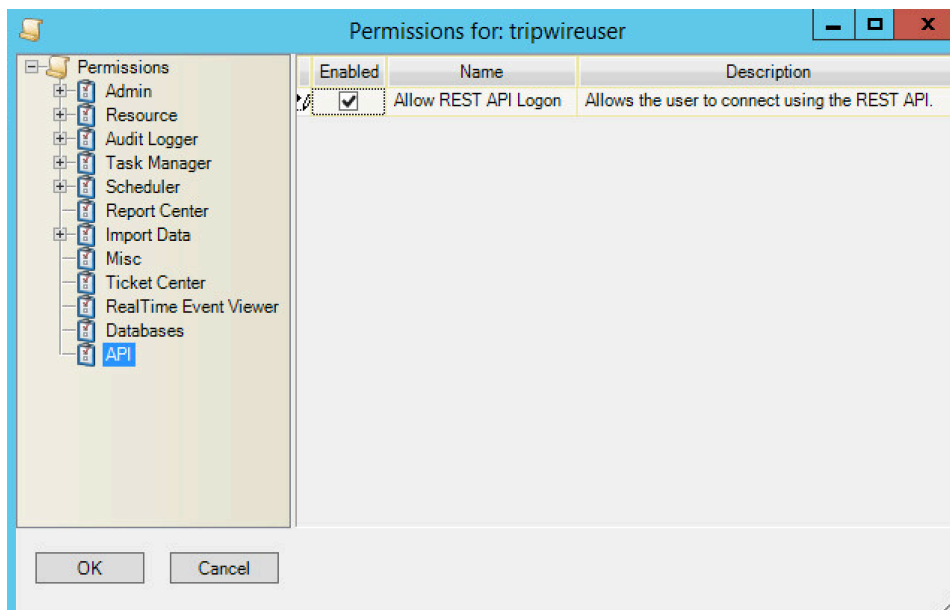 Permissions for: tripwireuser
Permissions
Admin
Resource
Audit Logger
Task Manager
Scheduler
Report Center
Import Data
Misc
Ticket Center
RealTime Event Viewer
Databases
API
Enabled Name Description
Allow REST API Logon Allows the user to connect using the REST API.
OK Cancel